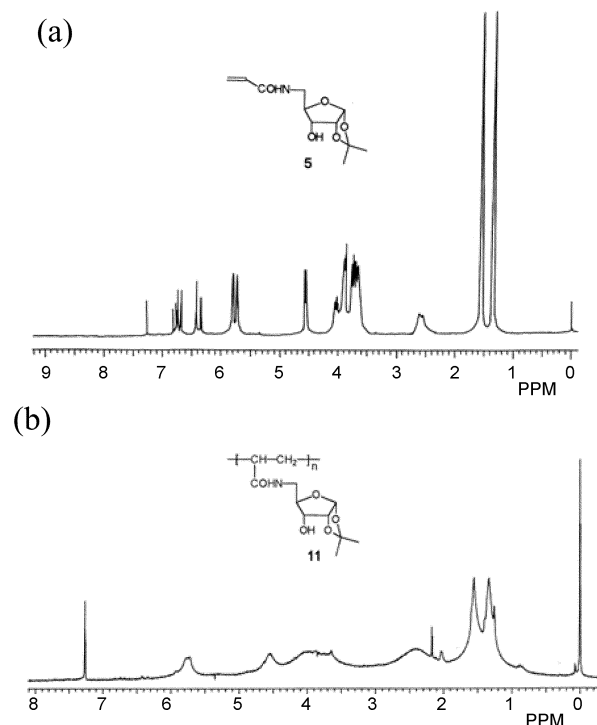 (a)
COHN
O
OH
O
O
5
9 8 7 6 5 4 3 2 1 0
PPM
(b)
CH CH₂ n
COHN
O
OH
O
O
11
8 7 6 5 4 3 2 1 0
PPM